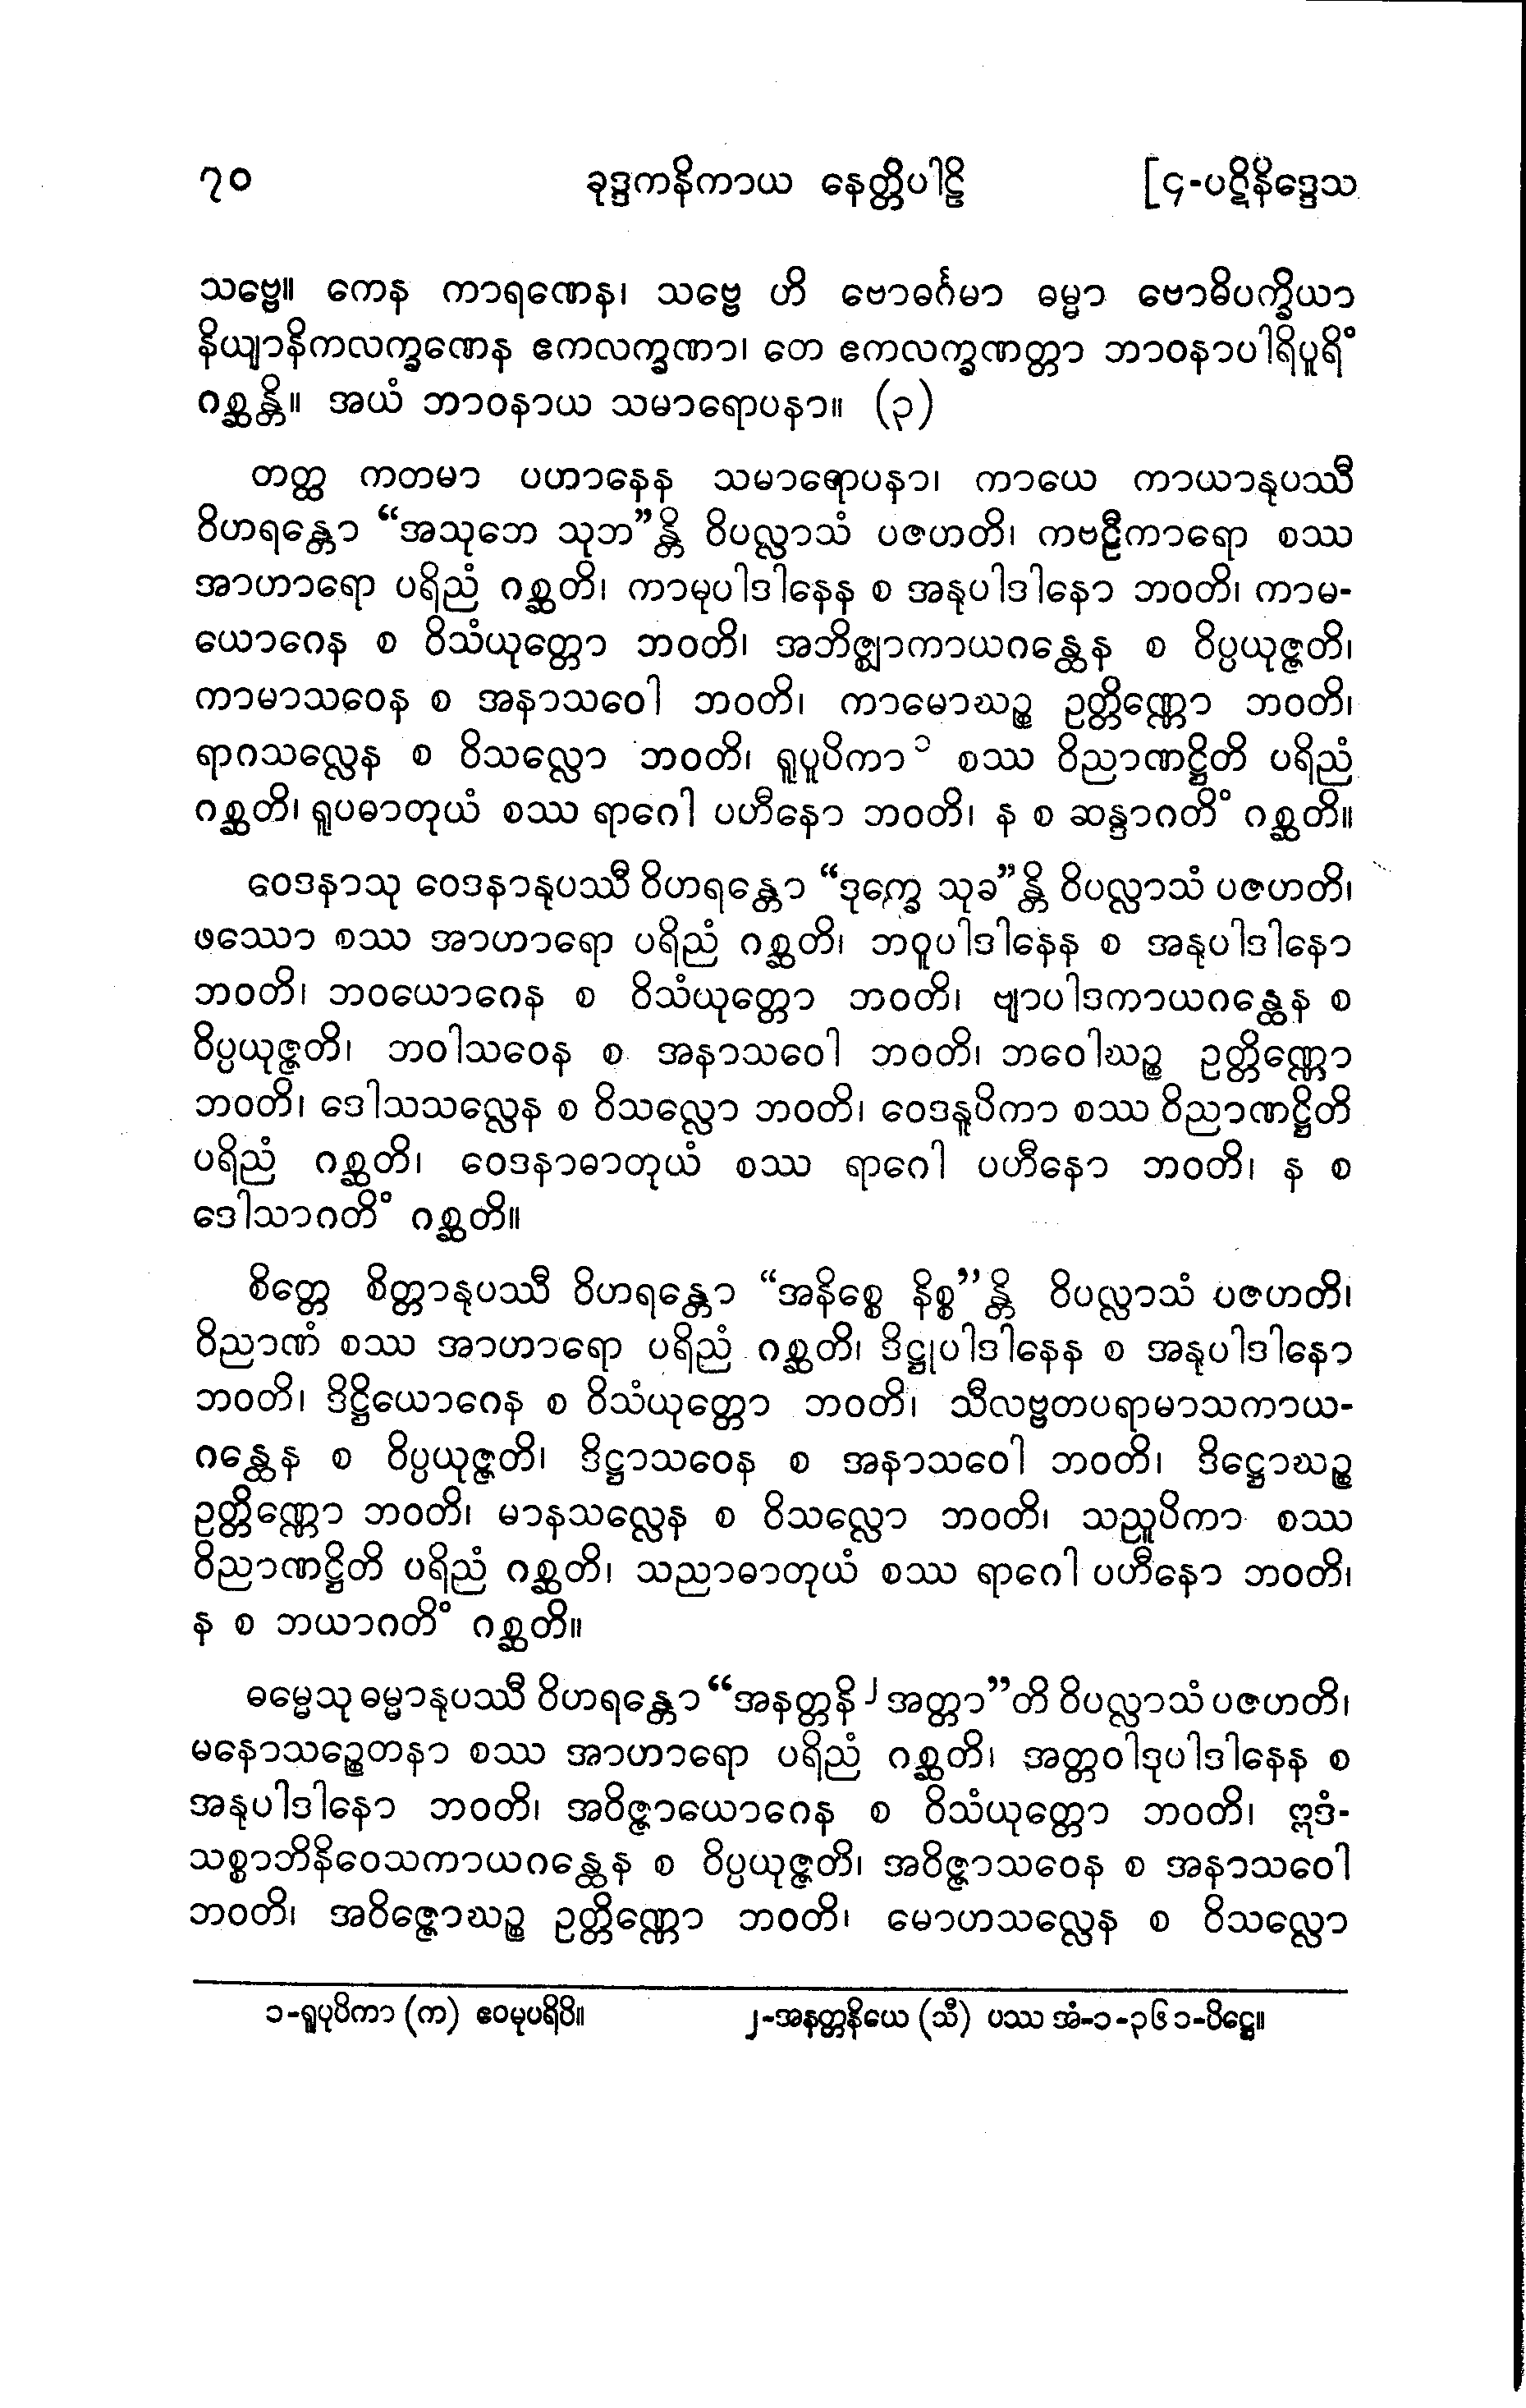 ၇၀ ခုဒ္ဒကနိကာယ နေတ္တိပါဠိ [၄-ပဋိနိဒ္ဒေသ
သဗ္ဗေ။ ကေန ကာရဏေန၊ သဗ္ဗေ ဟိ ဗောဓင်္ဂမာ ဓမ္မာ ဗောဓိပက္ခိယာ
နိယျာနိကလက္ခဏေန ဧကလက္ခဏာ၊ တေ ဧကလက္ခဏတ္တာ ဘာဝနာပါရိပူရိံ
ဂစ္ဆန္တိ။ အယံ ဘာဝနာယ သမာရောပနာ။ (၃)
တတ္ထ ကတမာ ပဟာနေန သမာရောပနာ၊ ကာယေ ကာယာနုပဿီ
ဝိဟရန္တော “အသုဘေ သုဘ”န္တိ ဝိပလ္လာသံ ပဇဟတိ၊ ကဗဠီကာရော စဿ
အာဟာရော ပရိညံ ဂစ္ဆတိ၊ ကာမုပါဒါနေန စ အနုပါဒါနော ဘဝတိ၊ ကာမ-
ယောဂေန စ ဝိသံယုတ္တော ဘဝတိ၊ အဘိဇ္ဈာကာယဂန္ထေန စ ဝိပ္ပယုဇ္ဇတိ၊
ကာမာသဝေန စ အနာသဝေါ ဘဝတိ၊ ကာမောဃဉ္စ ဥတ္တိဏ္ဏော ဘဝတိ၊
ရာဂသလ္လေန စ ဝိသလ္လော ဘဝတိ၊ ရူပူပိကာ ၁ စဿ ဝိညာဏဋ္ဌိတိ ပရိညံ
ဂစ္ဆတိ၊ ရူပဓာတုယံ စဿ ရာဂေါ ပဟီနော ဘဝတိ၊ န စ ဆန္ဒာဂတိံ ဂစ္ဆတိ။
ဝေဒနာသု ဝေဒနာနုပဿီ ဝိဟရန္တော “ဒုက္ခေ သုခ”န္တိ ဝိပလ္လာသံ ပဇဟတိ၊
ဖဿော စဿ အာဟာရော ပရိညံ ဂစ္ဆတိ၊ ဘဝူပါဒါနေန စ အနုပါဒါနော
ဘဝတိ၊ ဘဝယောဂေန စ ဝိသံယုတ္တော ဘဝတိ၊ ဗျာပါဒကာယဂန္ထေန စ
ဝိပ္ပယုဇ္ဇတိ၊ ဘဝါသဝေန စ အနာသဝေါ ဘဝတိ၊ ဘဝေါဃဉ္စ ဥတ္တိဏ္ဏော
ဘဝတိ၊ ဒေါသသလ္လေန စ ဝိသလ္လော ဘဝတိ၊ ဝေဒနူပိကာ စဿ ဝိညာဏဋ္ဌိတိ
ပရိညံ ဂစ္ဆတိ၊ ဝေဒနာဓာတုယံ စဿ ရာဂေါ ပဟီနော ဘဝတိ၊ န စ
ဒေါသာဂတိံ ဂစ္ဆတိ။
စိတ္တေ စိတ္တာနုပဿီ ဝိဟရန္တော “အနိစ္စေ နိစ္စ”န္တိ ဝိပလ္လာသံ ပဇဟတိ၊
ဝိညာဏံ စဿ အာဟာရော ပရိညံ ဂစ္ဆတိ၊ ဒိဋ္ဌုပါဒါနေန စ အနုပါဒါနော
ဘဝတိ၊ ဒိဋ္ဌိယောဂေန စ ဝိသံယုတ္တော ဘဝတိ၊ သီလဗ္ဗတပရာမာသကာယ-
ဂန္ထေန စ ဝိပ္ပယုဇ္ဇတိ၊ ဒိဋ္ဌာသဝေန စ အနာသဝေါ ဘဝတိ၊ ဒိဋ္ဌောဃဉ္စ
ဥတ္တိဏ္ဏော ဘဝတိ၊ မာနသလ္လေန စ ဝိသလ္လော ဘဝတိ၊ သညူပိကာ စဿ
ဝိညာဏဋ္ဌိတိ ပရိညံ ဂစ္ဆတိ၊ သညာဓာတုယံ စဿ ရာဂေါ ပဟီနော ဘဝတိ၊
န စ ဘယာဂတိံ ဂစ္ဆတိ။
ဓမ္မေသု ဓမ္မာနုပဿီ ဝိဟရန္တော “အနတ္တနိ ၂ အတ္တာ”တိ ဝိပလ္လာသံ ပဇဟတိ၊
မနောသဉ္စေတနာ စဿ အာဟာရော ပရိညံ ဂစ္ဆတိ၊ အတ္တဝါဒုပါဒါနေန စ
အနုပါဒါနော ဘဝတိ၊ အဝိဇ္ဇာယောဂေန စ ဝိသံယုတ္တော ဘဝတိ၊ ဣဒံ-
သစ္စာဘိနိဝေသကာယဂန္ထေန စ ဝိပ္ပယုဇ္ဇတိ၊ အဝိဇ္ဇာသဝေန စ အနာသဝေါ
ဘဝတိ၊ အဝိဇ္ဇောဃဉ္စ ဥတ္တိဏ္ဏော ဘဝတိ၊ မောဟသလ္လေန စ ဝိသလ္လော
၁-ရူပုပိကာ (က) ဧဝမုပရိပိ။ ၂-အနတ္တနိယေ (သီ) ပဿ အံ-၁-၃၆၁-ပိဋ္ဌေ။